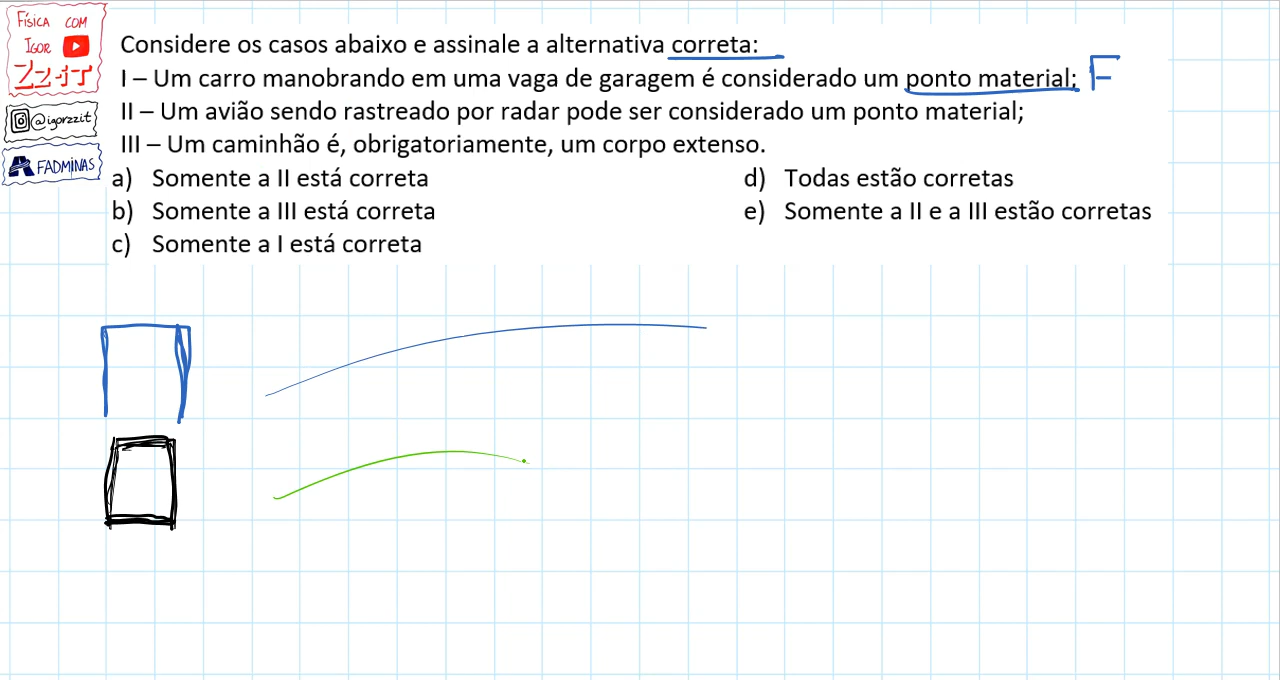 Física com
Igor
ZzíT
@igorzzit
FADMINAS
Considere os casos abaixo e assinale a alternativa correta:
I – Um carro manobrando em uma vaga de garagem é considerado um ponto material; F
II – Um avião sendo rastreado por radar pode ser considerado um ponto material;
III – Um caminhão é, obrigatoriamente, um corpo extenso.
a) Somente a II está correta
b) Somente a III está correta
c) Somente a I está correta
d) Todas estão corretas
e) Somente a II e a III estão corretas